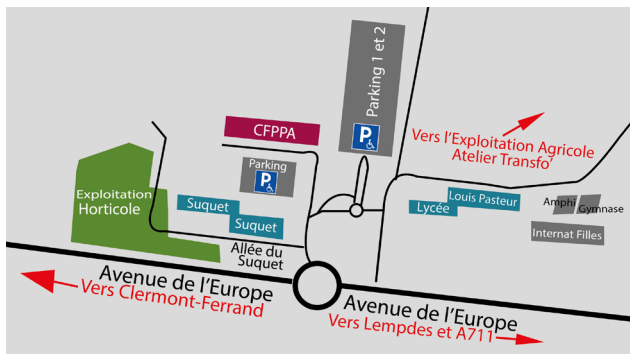 Parking 1 et 2
P
CFPPA
Vers l'Exploitation Agricole
Atelier Transfo'
Parking
P
Exploitation
Horticole
Suquet
Suquet
Louis Pasteur
Lycée
Amphi
Gymnase
Internat Filles
Allée du
Suquet
Avenue de l'Europe
Vers Clermont-Ferrand
Avenue de l'Europe
Vers Lempdes et A711